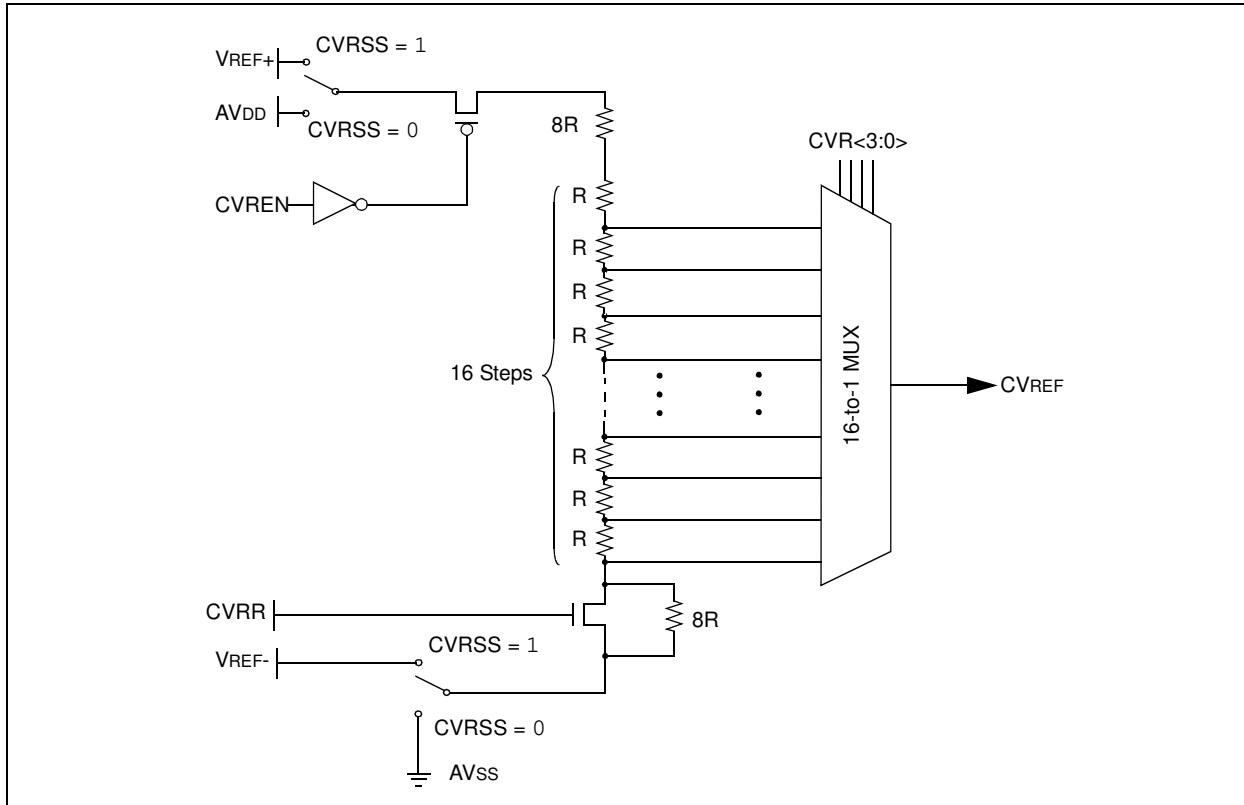 CVRSS = 1
VREF+
AVDD
CVRSS = 0
8R
CVR<3:0>
CVREN
R
R
R
R
16 Steps
16-to-1 MUX
CVREF
R
R
R
CVRR
8R
CVRSS = 1
VREF-
CVRSS = 0
AVSS